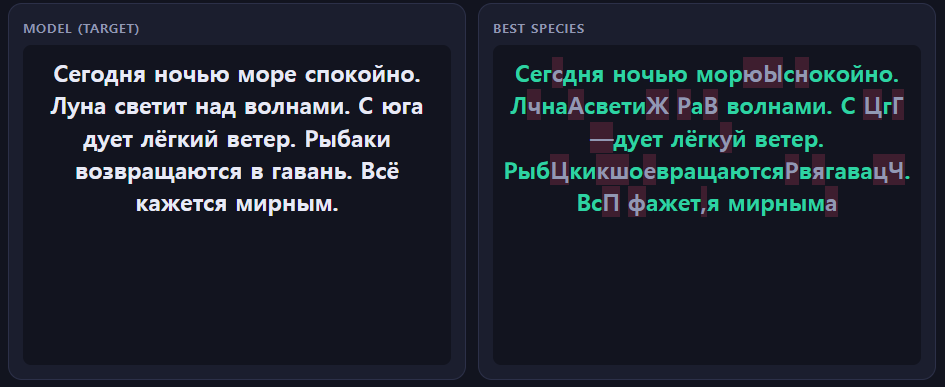 MODEL (TARGET)
Сегодня ночью море спокойно.
Луна светит над волнами. С юга
дует лёгкий ветер. Рыбаки
возвращаются в гавань. Всё
кажется мирным.
BEST SPECIES
Сегсдня ночью морюЫснокойно.
ЛчнаАсветиЖ РаВ волнами. С ЦгГ
—дует лёгкуй ветер.
РыбЦкикшоевращаютсяРвягавацЧ.
ВсП фажет,я мирныма